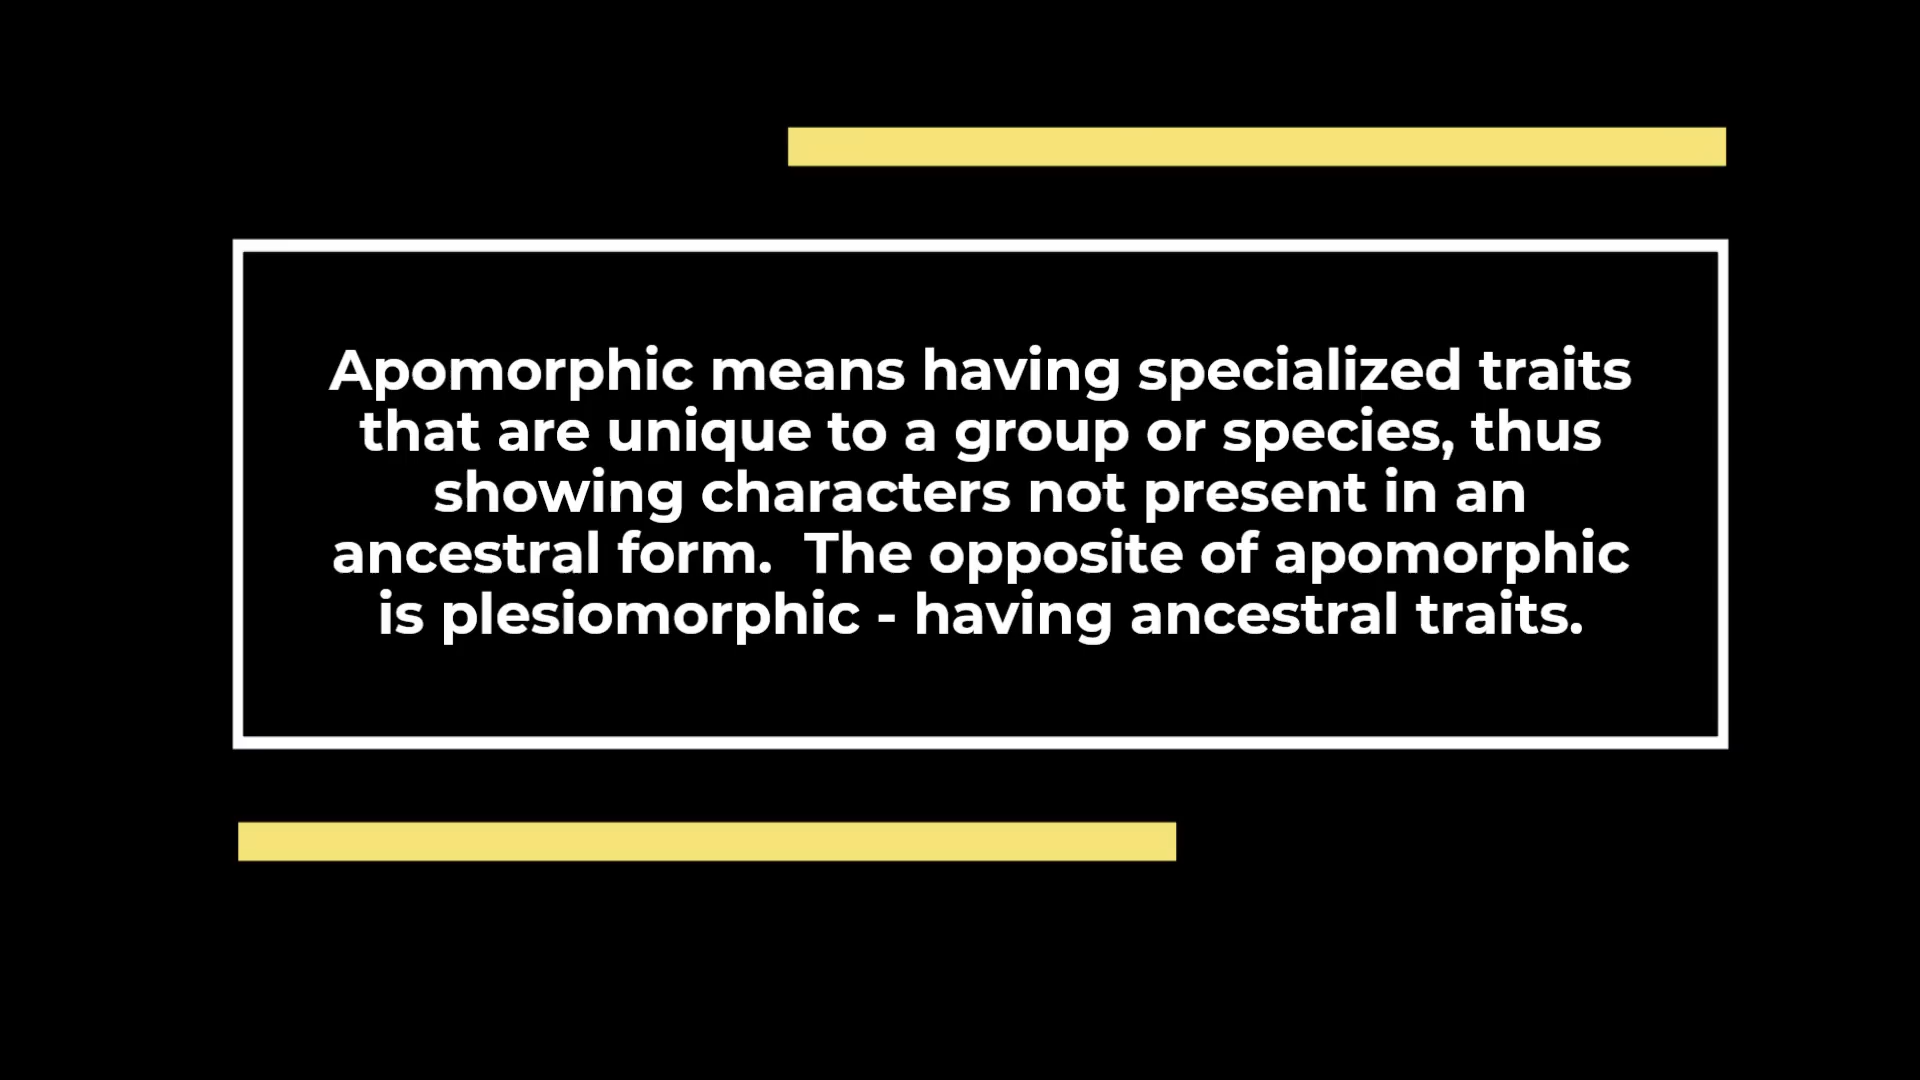 Apomorphic means having specialized traits
that are unique to a group or species, thus
showing characters not present in an
ancestral form.  The opposite of apomorphic
is plesiomorphic - having ancestral traits.